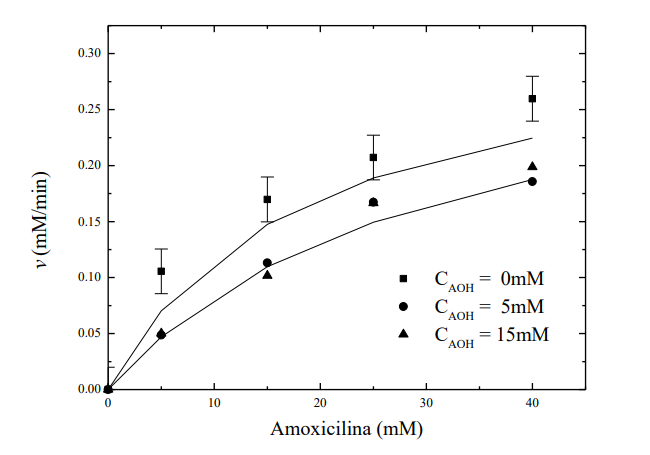 0.30
0.25
0.20
0.15
0.10
0.05
0.00
v (mM/min)
C_AOH = 0mM
C_AOH = 5mM
C_AOH = 15mM
0 10 20 30 40
Amoxicilina (mM)